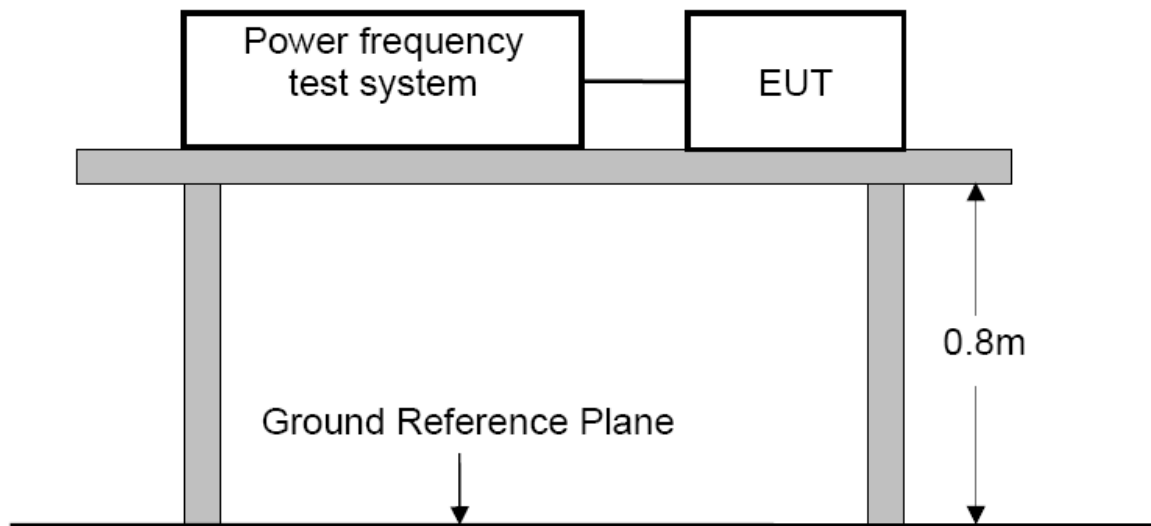 Power frequency
test system
EUT
0.8m
Ground Reference Plane